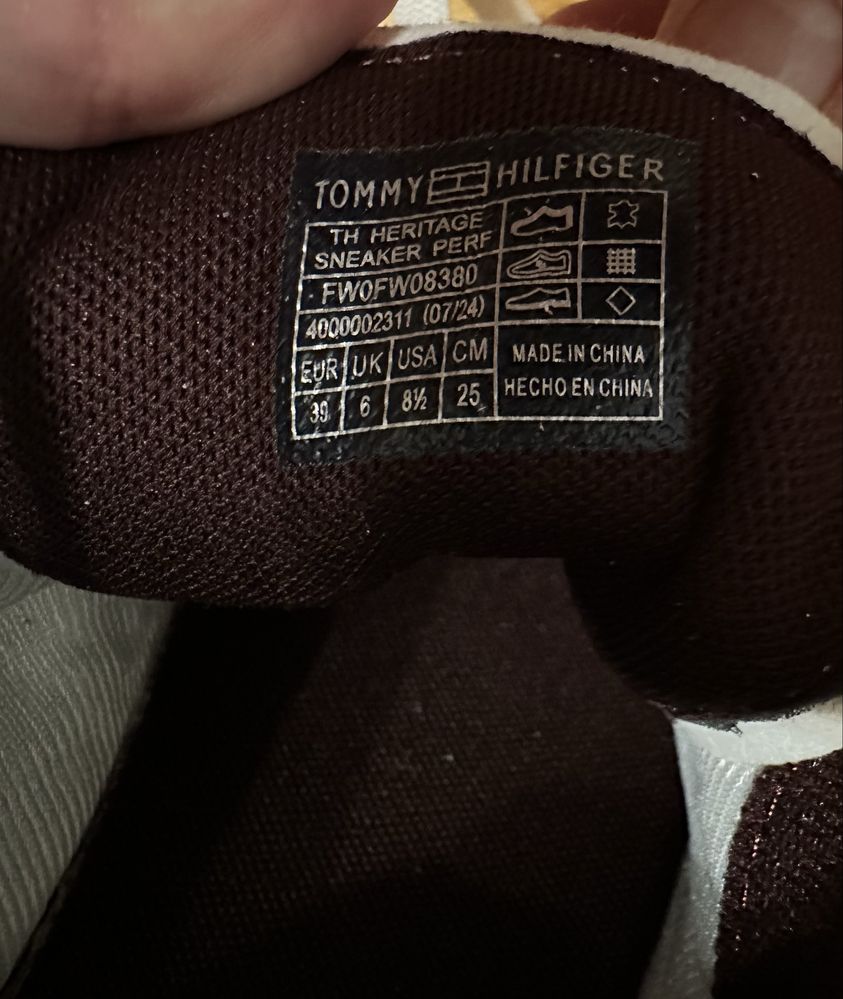 TOMMY HILFIGER
TH HERITAGE
SNEAKER PERF
FW0FW08380
4000002311 (07/24)
EUR UK USA CM
39 6 8½ 25
MADE IN CHINA
HECHO EN CHINA